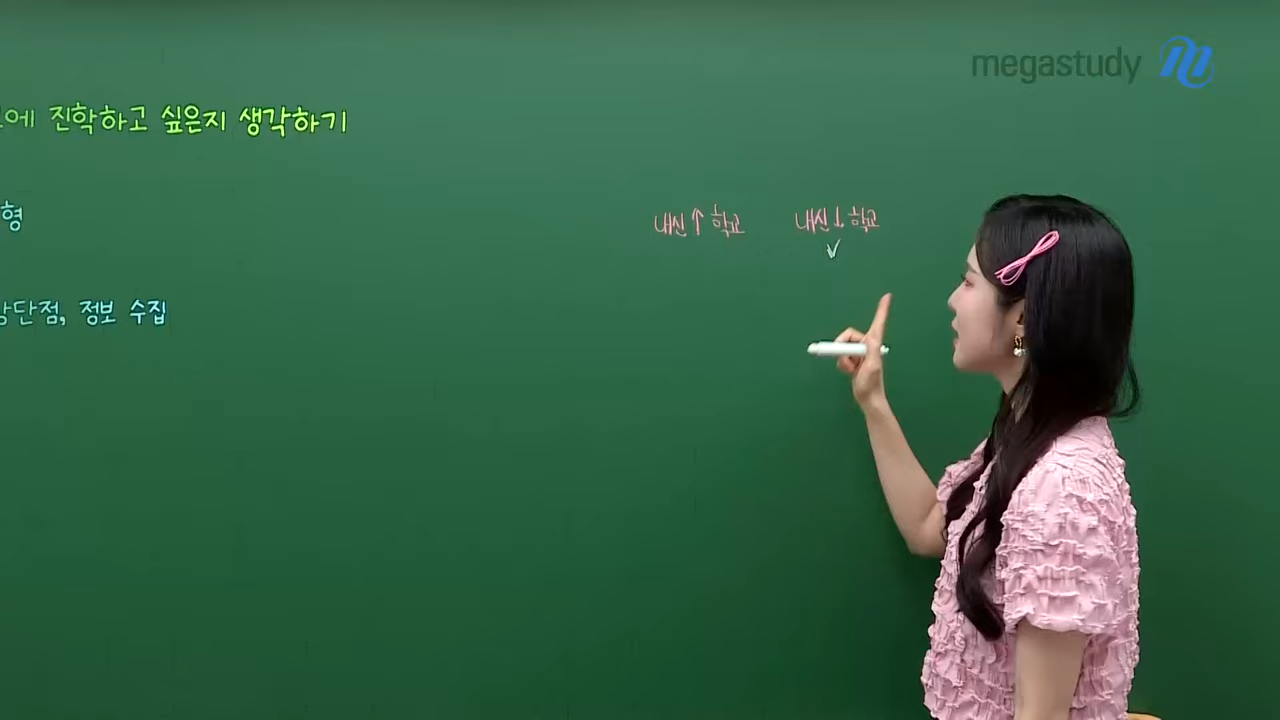 megastudy
에 진학하고 싶은지 생각하기
내신↑ 학교 내신↓ 학교
형
장단점, 정보 수집